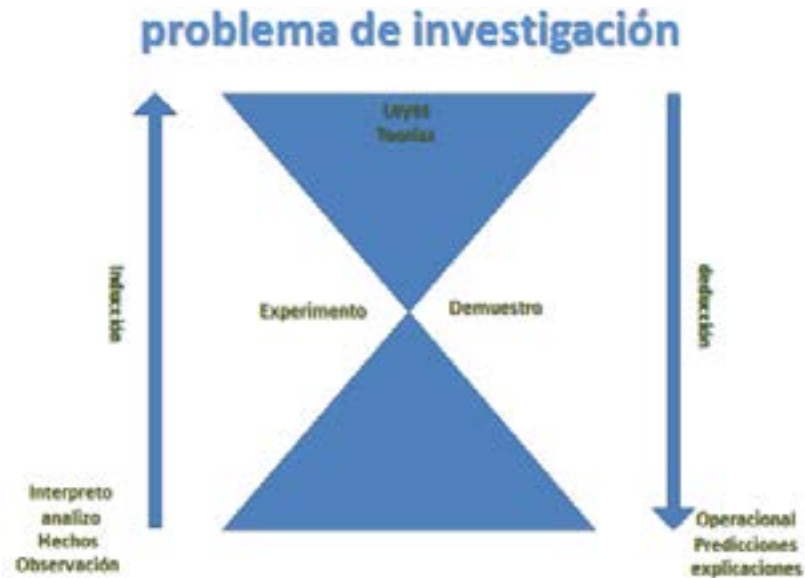 problema de investigación
Leyes
Teorías
Inducción
deducción
Experimento
Demuestro
Interpreto
analizo
Hechos
Observación
Operacional
Predicciones
explicaciones